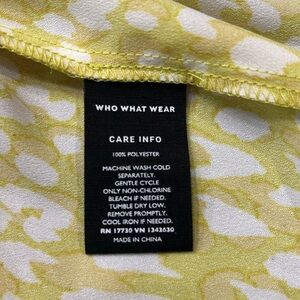 WHO WHAT WEAR
CARE INFO
100% POLYESTER
MACHINE WASH COLD
SEPARATELY.
GENTLE CYCLE
ONLY NON-CHLORINE
BLEACH IF NEEDED.
TUMBLE DRY LOW.
REMOVE PROMPTLY.
COOL IRON IF NEEDED.
RN 17730 VN 1343630
MADE IN CHINA